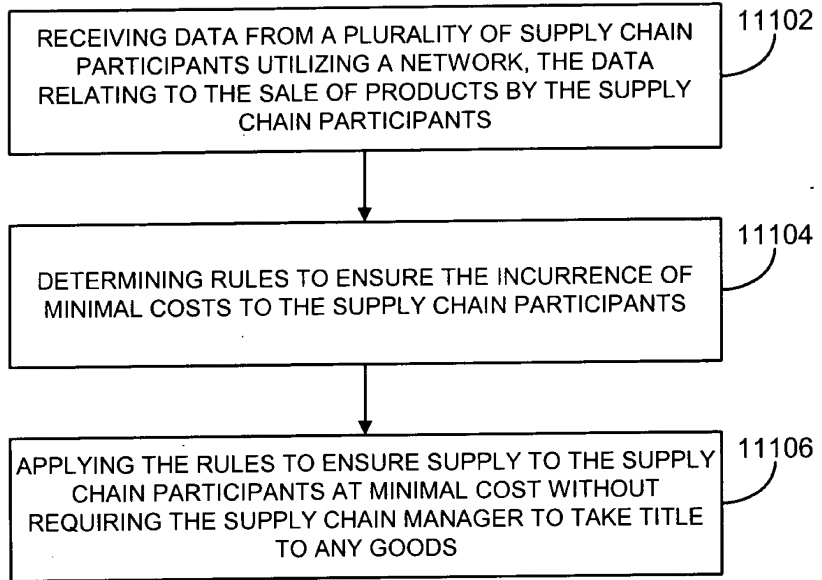 RECEIVING DATA FROM A PLURALITY OF SUPPLY CHAIN
PARTICIPANTS UTILIZING A NETWORK, THE DATA
RELATING TO THE SALE OF PRODUCTS BY THE SUPPLY
CHAIN PARTICIPANTS
11102
DETERMINING RULES TO ENSURE THE INCURRENCE OF
MINIMAL COSTS TO THE SUPPLY CHAIN PARTICIPANTS
11104
APPLYING THE RULES TO ENSURE SUPPLY TO THE SUPPLY
CHAIN PARTICIPANTS AT MINIMAL COST WITHOUT
REQUIRING THE SUPPLY CHAIN MANAGER TO TAKE TITLE
TO ANY GOODS
11106